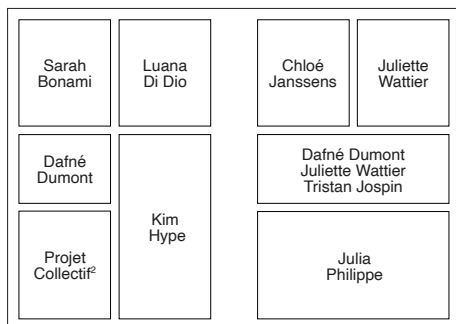 Sarah
Bonami
Luana
Di Dio
Chloé
Janssens
Juliette
Wattier
Dafné
Dumont
Kim
Hype
Dafné Dumont
Juliette Wattier
Tristan Jospin
Projet
Collectif²
Julia
Philippe